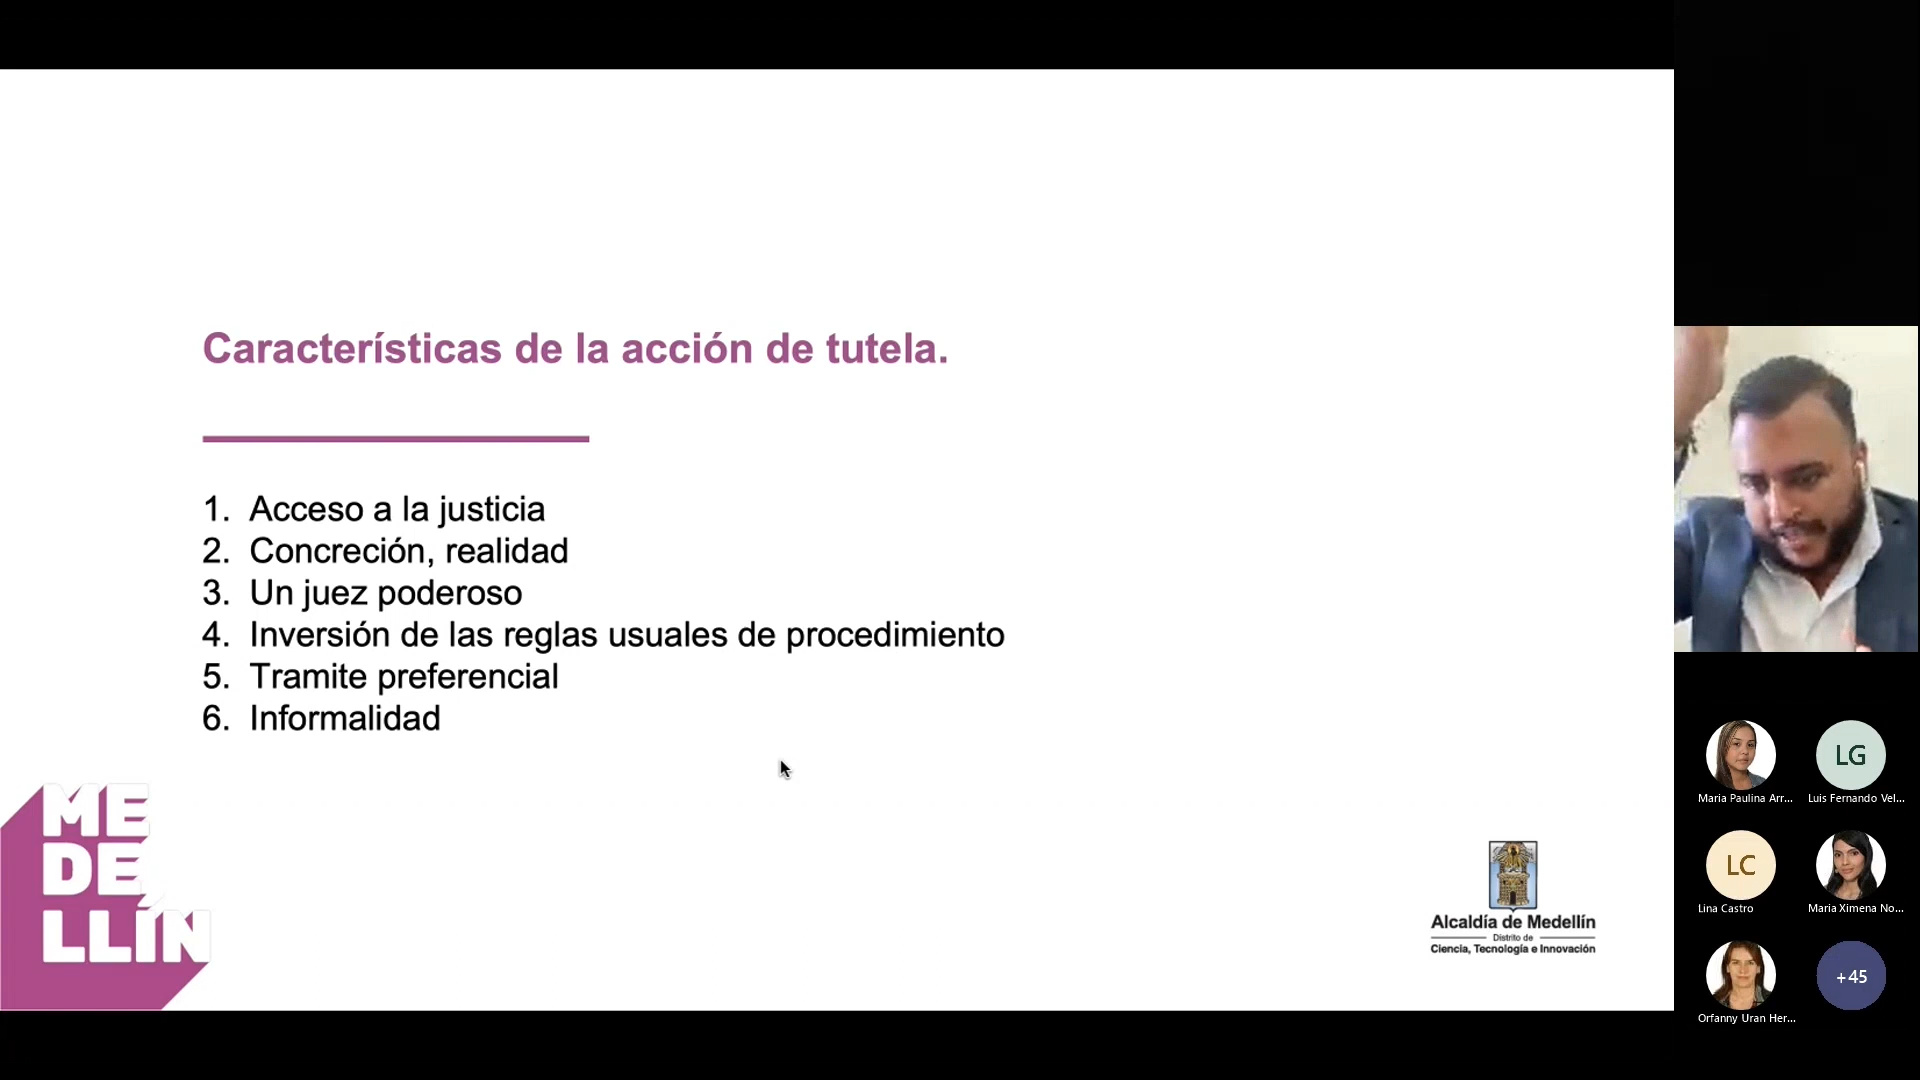 Características de la acción de tutela.
1. Acceso a la justicia
2. Concreción, realidad
3. Un juez poderoso
4. Inversión de las reglas usuales de procedimiento
5. Tramite preferencial
6. Informalidad
ME
DE,
LLÍN
Alcaldía de Medellín
Distrito de
Ciencia, Tecnología e Innovación
LG
Maria Paulina Arr...
Luis Fernando Vel...
LC
Lina Castro
Maria Ximena No...
+45
Orfanny Uran Her...